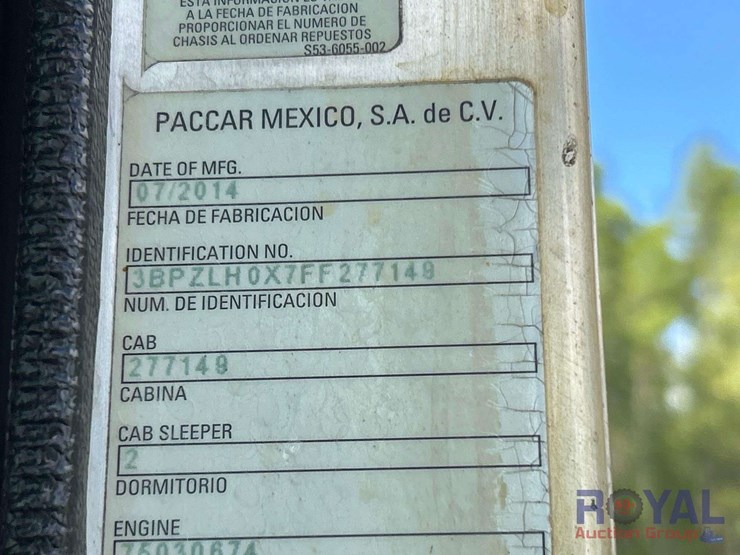 A LA FECHA DE FABRICACION
PROPORCIONAR EL NUMERO DE
CHASIS AL ORDENAR REPUESTOS
S53-6055-002
PACCAR MEXICO, S.A. de C.V.
DATE OF MFG.
07/2014
FECHA DE FABRICACION
IDENTIFICATION NO.
3BPZLH0X7FF277149
NUM. DE IDENTIFICACION
CAB
277149
CABINA
CAB SLEEPER
2
DORMITORIO
ENGINE
75030674
ROYAL
Auction Group